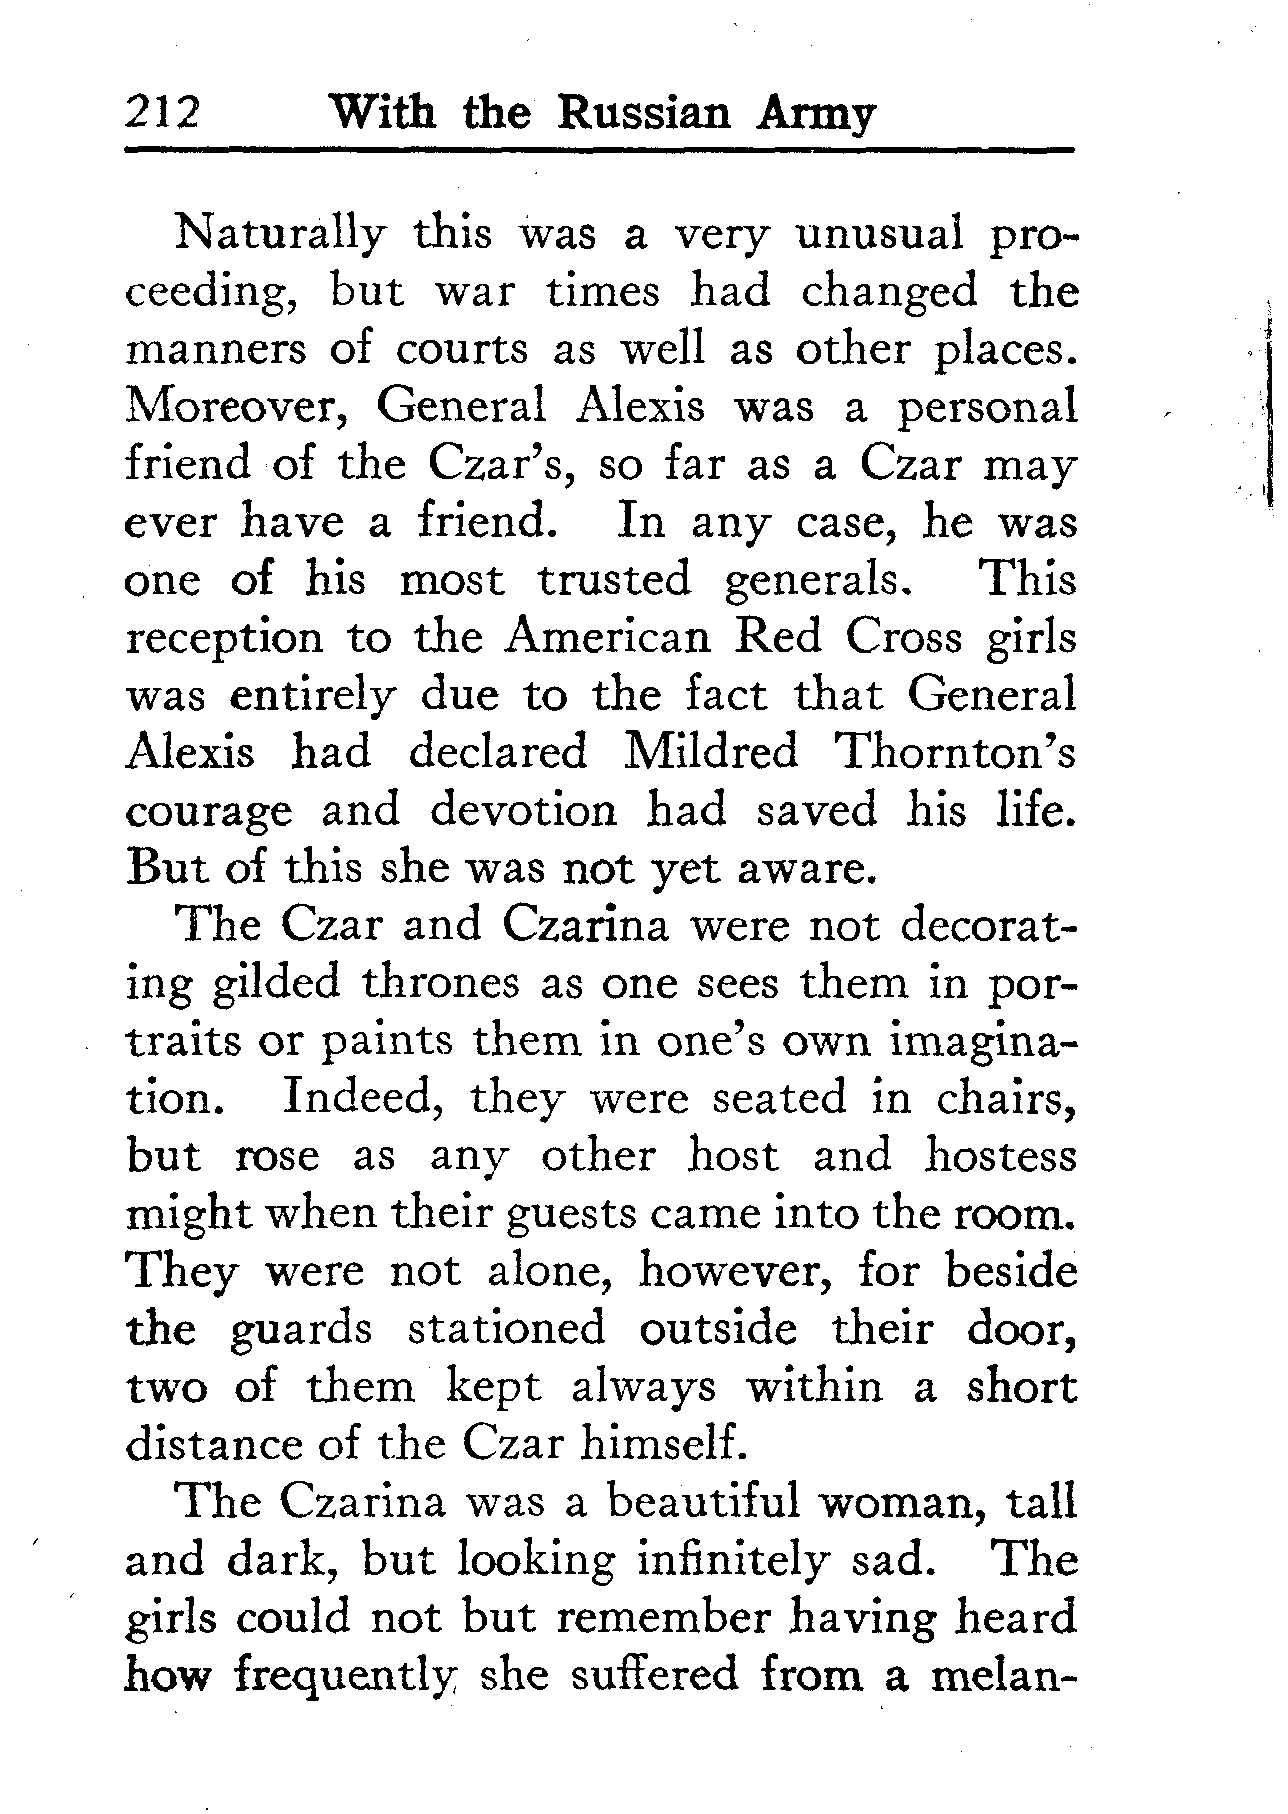 212 With the Russian Army
Naturally this was a very unusual pro-
ceeding, but war times had changed the
manners of courts as well as other places.
Moreover, General Alexis was a personal
friend of the Czar's, so far as a Czar may
ever have a friend. In any case, he was
one of his most trusted generals. This
reception to the American Red Cross girls
was entirely due to the fact that General
Alexis had declared Mildred Thornton's
courage and devotion had saved his life.
But of this she was not yet aware.
The Czar and Czarina were not decorat-
ing gilded thrones as one sees them in por-
traits or paints them in one's own imagina-
tion. Indeed, they were seated in chairs,
but rose as any other host and hostess
might when their guests came into the room.
They were not alone, however, for beside
the guards stationed outside their door,
two of them kept always within a short
distance of the Czar himself.
The Czarina was a beautiful woman, tall
and dark, but looking infinitely sad. The
girls could not but remember having heard
how frequently she suffered from a melan-